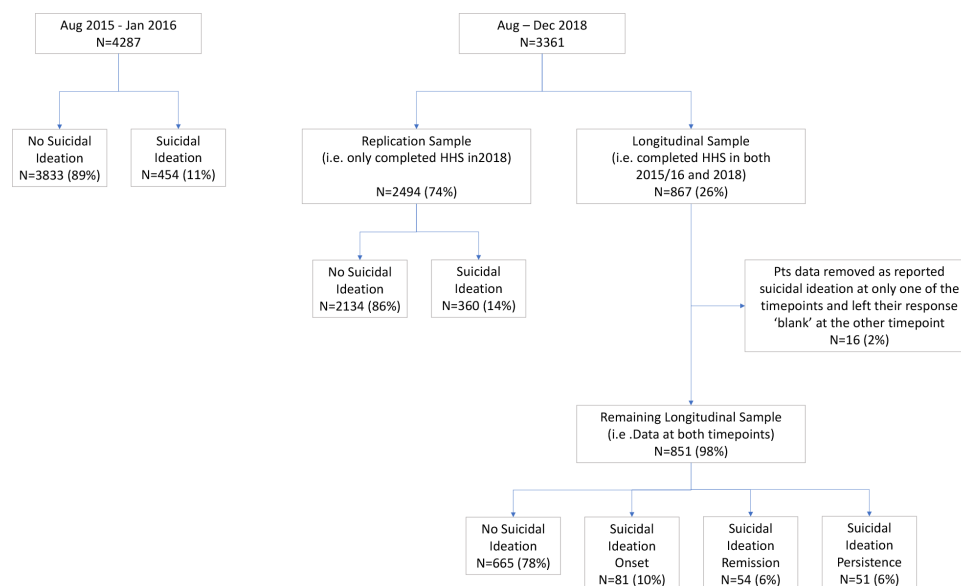 Aug 2015 - Jan 2016
N=4287
Aug – Dec 2018
N=3361
No Suicidal
Ideation
N=3833 (89%)
Suicidal
Ideation
N=454 (11%)
Replication Sample
(i.e. only completed HHS in2018)
N=2494 (74%)
Longitudinal Sample
(i.e. completed HHS in both
2015/16 and 2018)
N=867 (26%)
No Suicidal
Ideation
N=2134 (86%)
Suicidal
Ideation
N=360 (14%)
Pts data removed as reported
suicidal ideation at only one of the
timepoints and left their response
‘blank’ at the other timepoint
N=16 (2%)
Remaining Longitudinal Sample
(i.e .Data at both timepoints)
N=851 (98%)
No Suicidal
Ideation
N=665 (78%)
Suicidal
Ideation
Onset
N=81 (10%)
Suicidal
Ideation
Remission
N=54 (6%)
Suicidal
Ideation
Persistence
N=51 (6%)